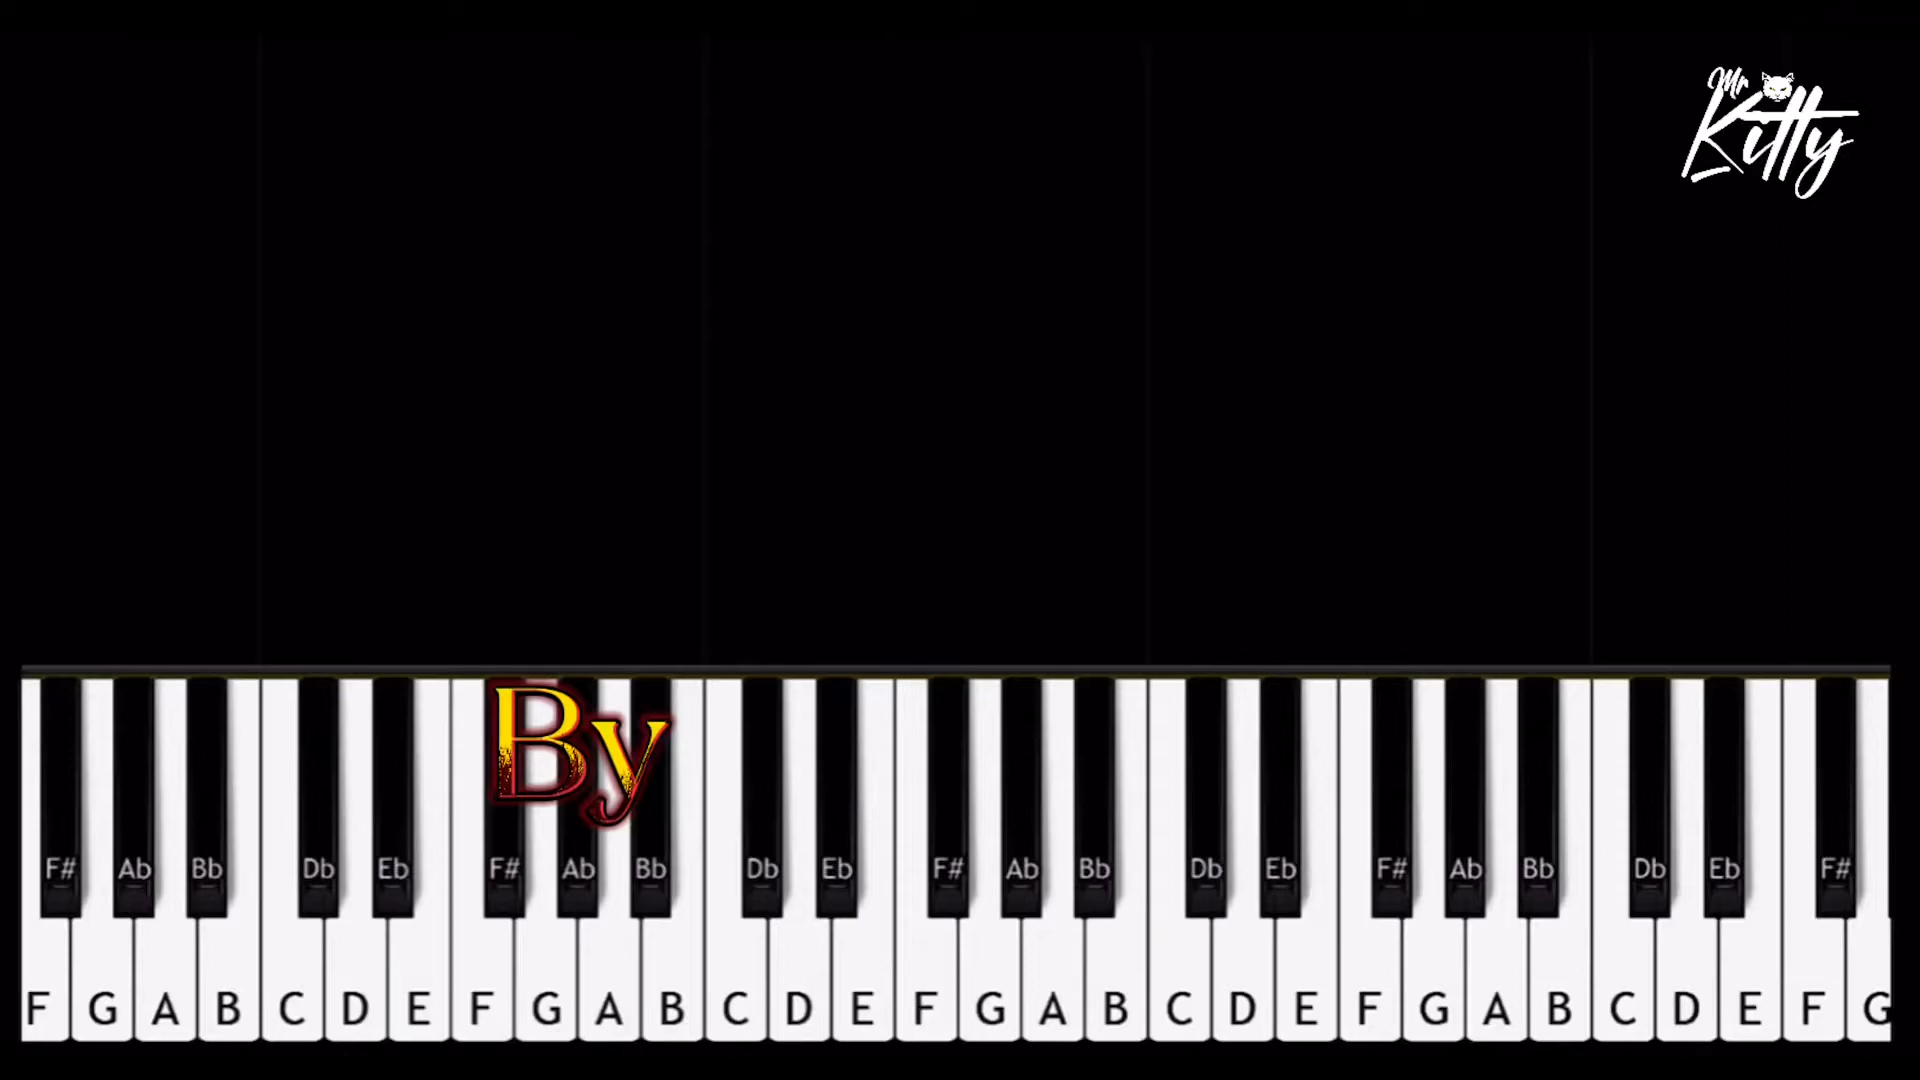 Mr
Kitty
By
F# Ab Bb Db Eb F# Ab Bb Db Eb F# Ab Bb Db Eb F# Ab Bb Db Eb F#
F G A B C D E F G A B C D E F G A B C D E F G A B C D E F G